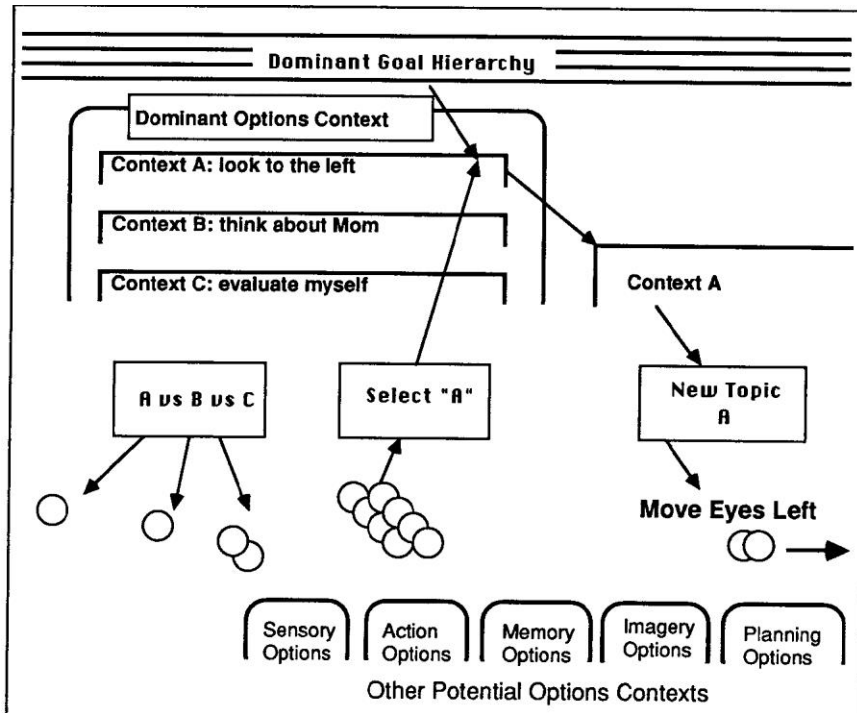 Dominant Goal Hierarchy
Dominant Options Context
Context A: look to the left
Context B: think about Mom
Context C: evaluate myself
Context A
A vs B vs C
Select "A"
New Topic
A
Move Eyes Left
Sensory
Options
Action
Options
Memory
Options
Imagery
Options
Planning
Options
Other Potential Options Contexts